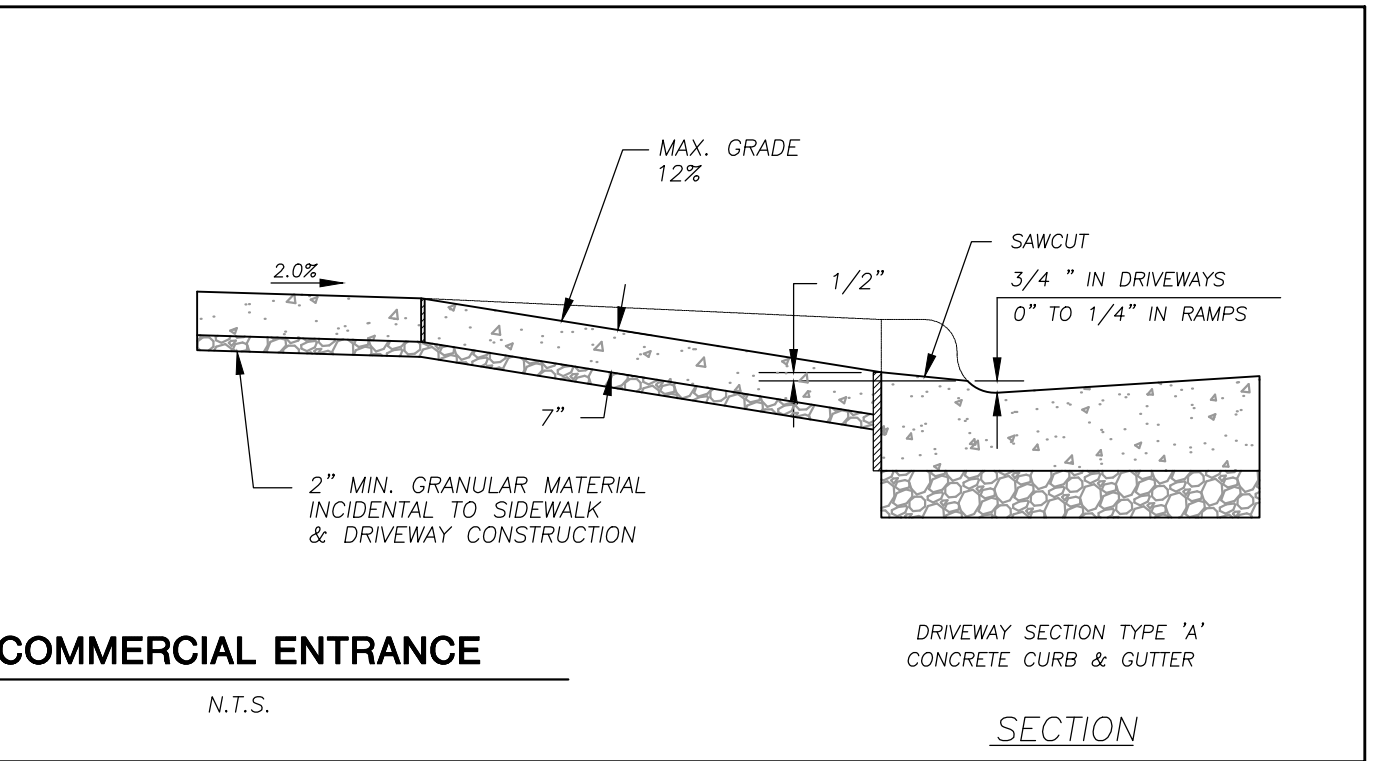 MAX. GRADE
12%
SAWCUT
2.0%
1/2"
3/4 " IN DRIVEWAYS
0" TO 1/4" IN RAMPS
7"
2" MIN. GRANULAR MATERIAL
INCIDENTAL TO SIDEWALK
& DRIVEWAY CONSTRUCTION
COMMERCIAL ENTRANCE
N.T.S.
DRIVEWAY SECTION TYPE 'A'
CONCRETE CURB & GUTTER
SECTION